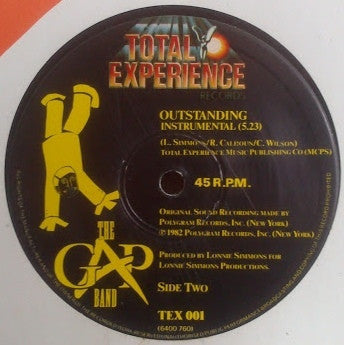 TOTAL
EXPERIENCE
RECORDS
OUTSTANDING
INSTRUMENTAL (5.23)
(L. SIMMONS/R. CALHOUN/C. WILSON)
TOTAL EXPERIENCE MUSIC PUBLISHING CO (MCPS)
45 R.P.M.
ORIGINAL SOUND RECORDING MADE BY
POLYGRAM RECORDS, INC. (NEW YORK)
℗ 1982 POLYGRAM RECORDS, INC. (NEW YORK)
THE
GAP
BAND
PRODUCED BY LONNIE SIMMONS FOR
LONNIE SIMMONS PRODUCTIONS.
SIDE TWO
TEX 001
(6400 760)